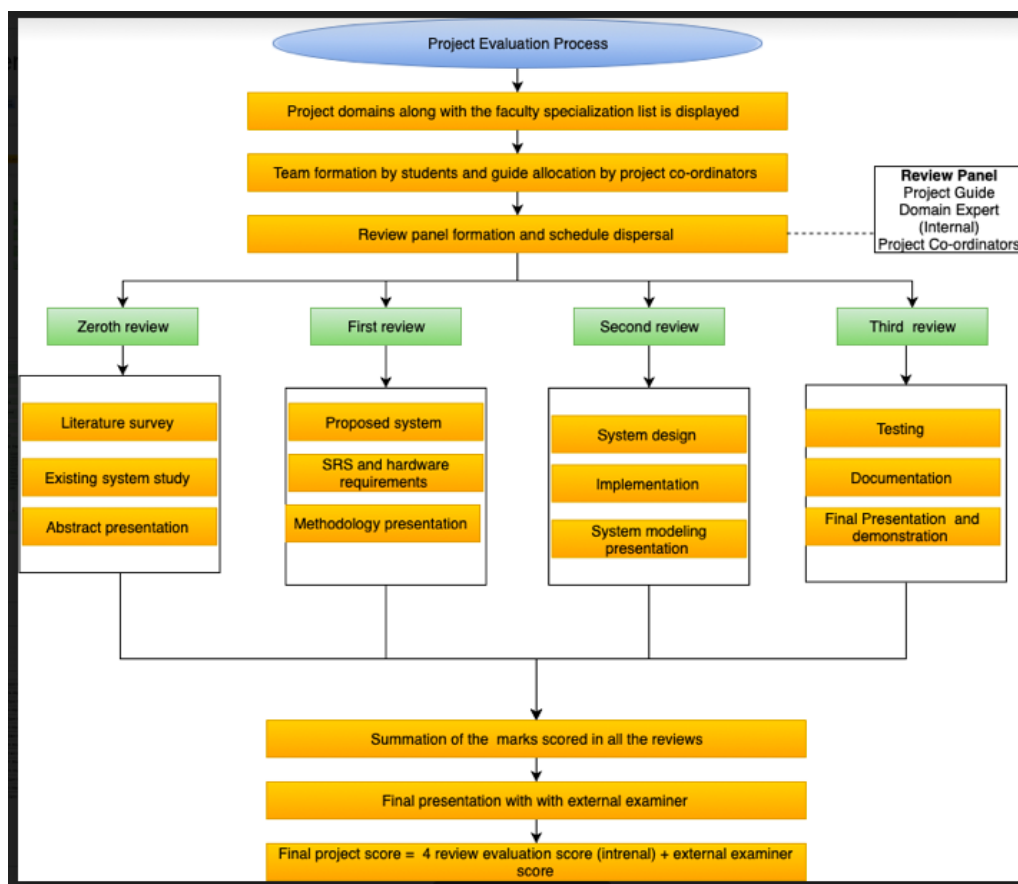 Project Evaluation Process
Project domains along with the faculty specialization list is displayed
Team formation by students and guide allocation by project co-ordinators
Review Panel
Project Guide
Domain Expert
(Internal)
Project Co-ordinators
Review panel formation and schedule dispersal
Zeroth review
First review
Second review
Third review
Literature survey
Existing system study
Abstract presentation
Proposed system
SRS and hardware
requirements
Methodology presentation
System design
Implementation
System modeling
presentation
Testing
Documentation
Final Presentation and
demonstration
Summation of the marks scored in all the reviews
Final presentation with with external examiner
Final project score = 4 review evaluation score (intrenal) + external examiner
score